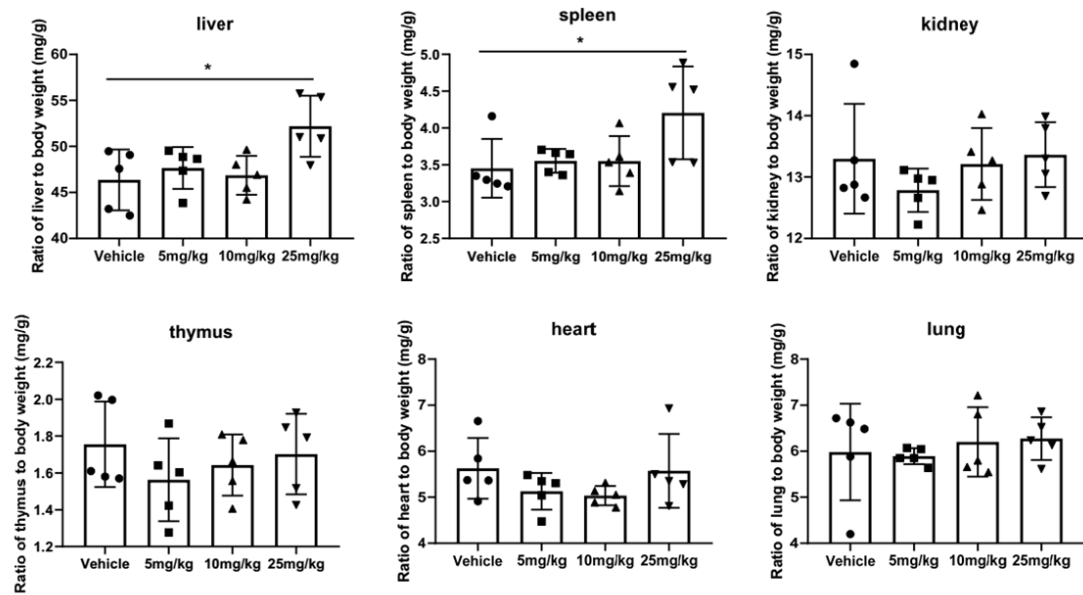 liver
Ratio of liver to body weight (mg/g)
60
55
50
45
40
*
Vehicle 5mg/kg 10mg/kg 25mg/kg
spleen
Ratio of spleen to body weight (mg/g)
5.0
4.5
4.0
3.5
3.0
2.5
*
Vehicle 5mg/kg 10mg/kg 25mg/kg
kidney
Ratio of kidney to body weight (mg/g)
15
14
13
12
Vehicle 5mg/kg 10mg/kg 25mg/kg
thymus
Ratio of thymus to body weight (mg/g)
2.2
2.0
1.8
1.6
1.4
1.2
Vehicle 5mg/kg 10mg/kg 25mg/kg
heart
Ratio of heart to body weight (mg/g)
8
7
6
5
4
Vehicle 5mg/kg 10mg/kg 25mg/kg
lung
Ratio of lung to body weight (mg/g)
8
7
6
5
4
Vehicle 5mg/kg 10mg/kg 25mg/kg